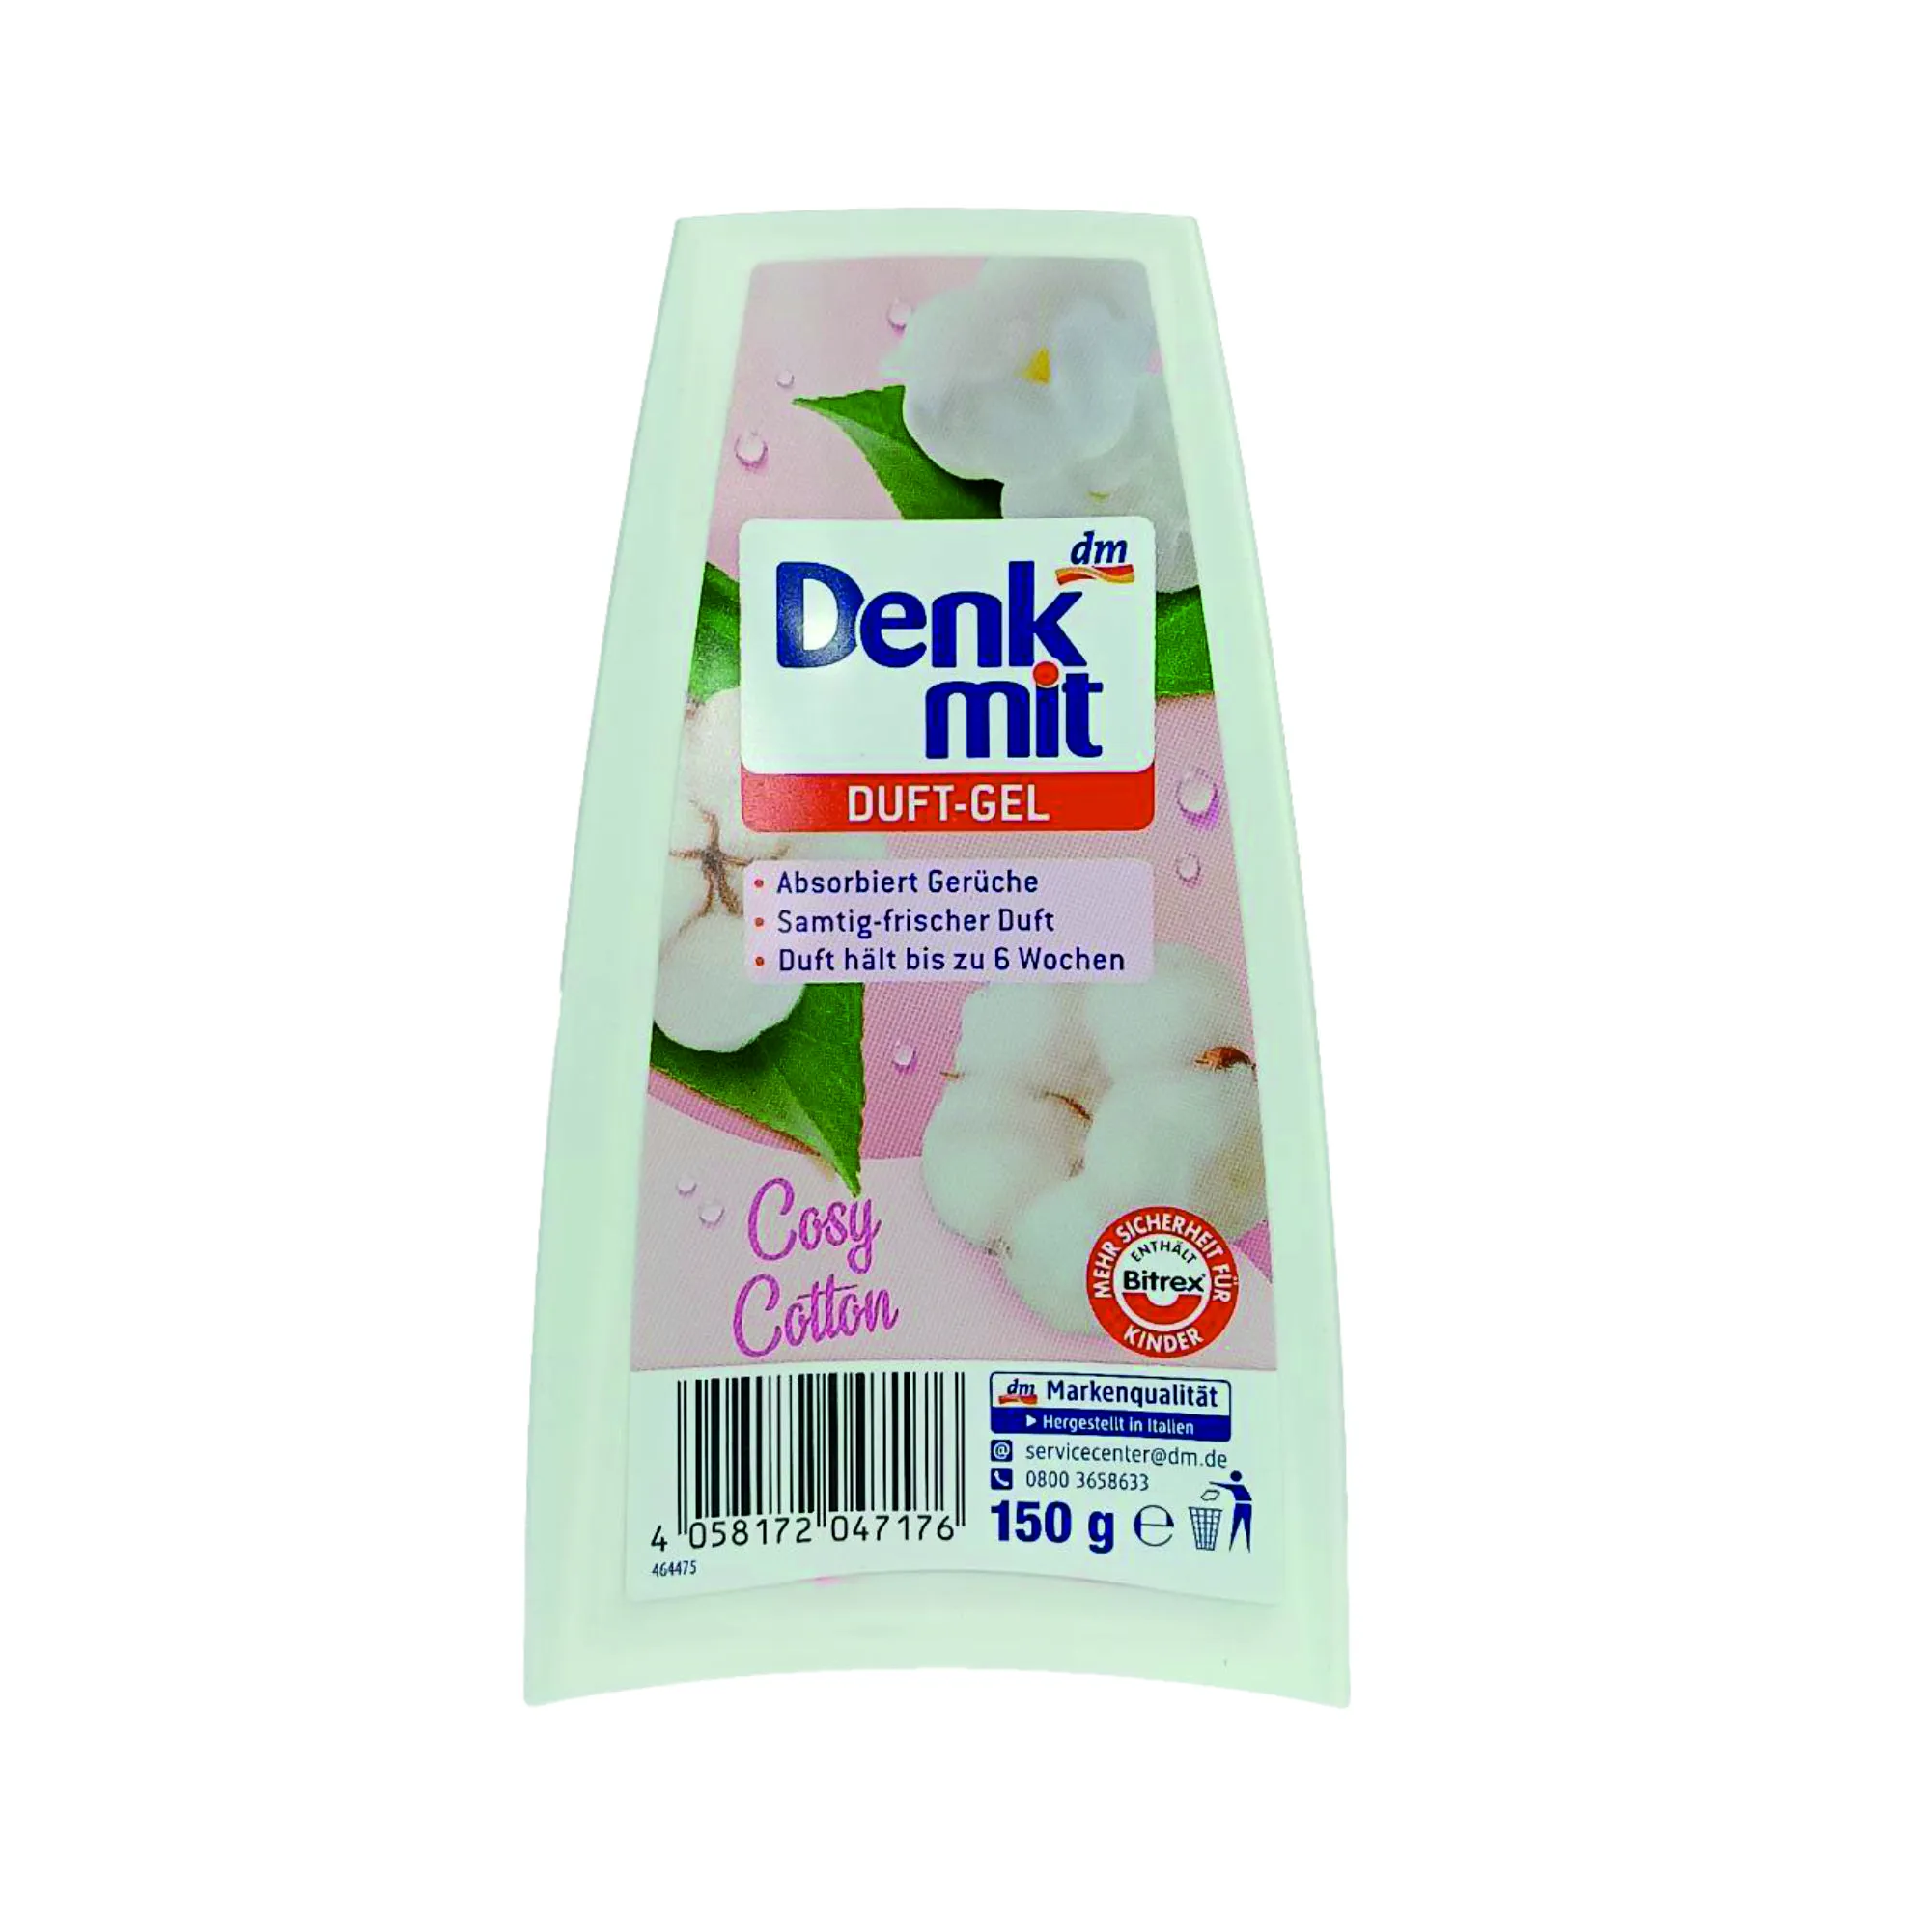 dm
Denk
mit
DUFT-GEL
• Absorbiert Gerüche
• Samtig-frischer Duft
• Duft hält bis zu 6 Wochen
Cosy
Cotton
MEHR SICHERHEIT FÜR KINDER
ENTHÄLT
Bitrex
dm Markenqualität
▶ Hergestellt in Italien
servicecenter@dm.de
0800 3658633
150 g ℮
4 058172 047176
464475